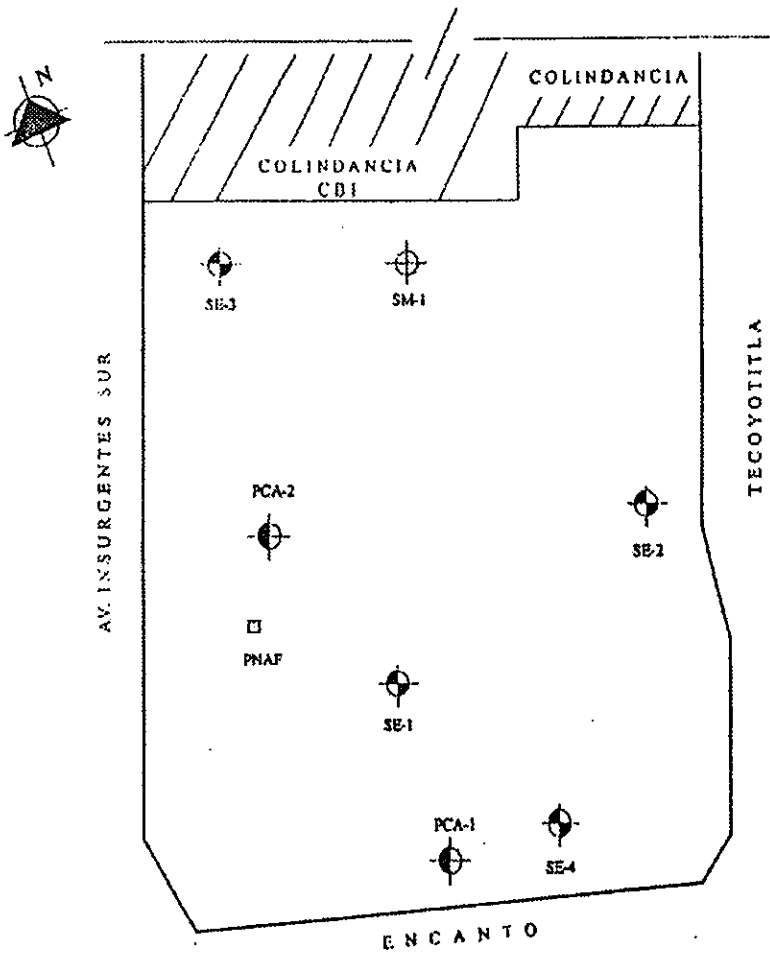 N
COLINDANCIA
COLINDANCIA
CDI
SE-3
SM-1
AV. INSURGENTES SUR
TECOYOTITLA
PCA-2
SE-2
PNAF
SE-1
PCA-1
SE-4
ENCANTO